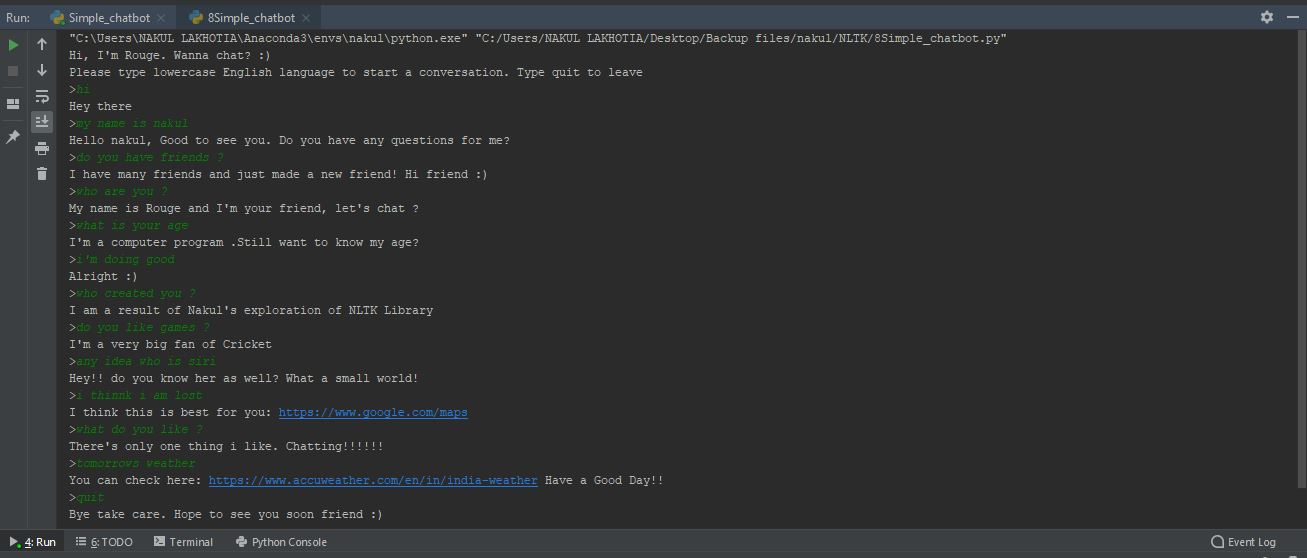 Run: Simple_chatbot × 8Simple_chatbot ×
"C:\Users\NAKUL LAKHOTIA\Anaconda3\envs\nakul\python.exe" "C:/Users/NAKUL LAKHOTIA/Desktop/Backup files/nakul/NLTK/8Simple_chatbot.py"
Hi, I'm Rouge. Wanna chat? :)
Please type lowercase English language to start a conversation. Type quit to leave
>hi
Hey there
>my name is nakul
Hello nakul, Good to see you. Do you have any questions for me?
>do you have friends ?
I have many friends and just made a new friend! Hi friend :)
>who are you ?
My name is Rouge and I'm your friend, let's chat ?
>what is your age
I'm a computer program .Still want to know my age?
>i'm doing good
Alright :)
>who created you ?
I am a result of Nakul's exploration of NLTK Library
>do you like games ?
I'm a very big fan of Cricket
>any idea who is siri
Hey!! do you know her as well? What a small world!
>i thinnk i am lost
I think this is best for you: https://www.google.com/maps
>what do you like ?
There's only one thing i like. Chatting!!!!!!
>tomorrows weather
You can check here: https://www.accuweather.com/en/in/india-weather Have a Good Day!!
>quit
Bye take care. Hope to see you soon friend :)
4: Run 6: TODO Terminal Python Console Event Log